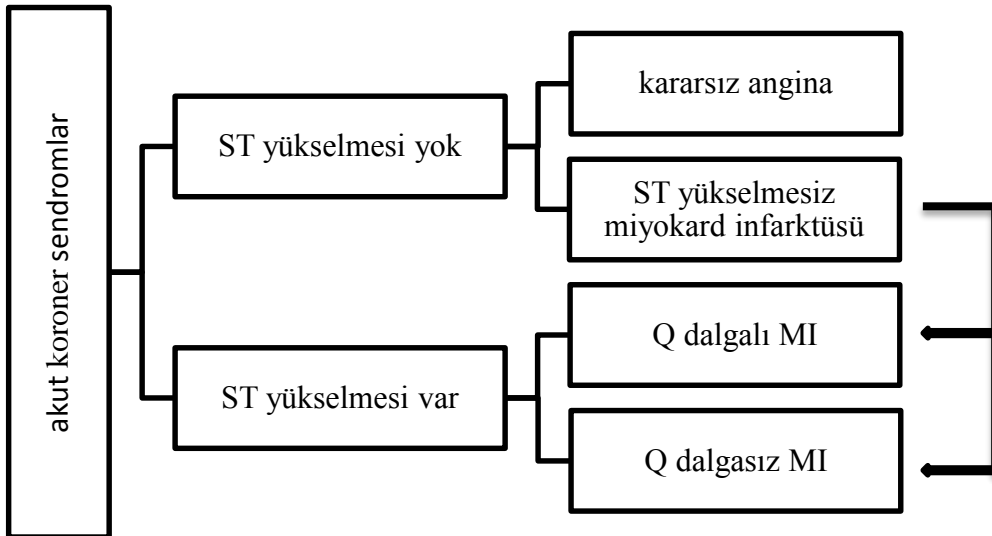 akut koroner sendromlar
ST yükselmesi yok
kararsız angina
ST yükselmesiz
miyokard infarktüsü
ST yükselmesi var
Q dalgalı MI
Q dalgasız MI